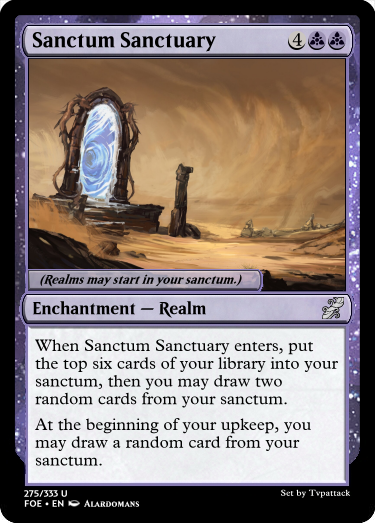 Sanctum Sanctuary 4
(Realms may start in your sanctum.)
Enchantment — Realm
When Sanctum Sanctuary enters, put
the top six cards of your library into your
sanctum, then you may draw two
random cards from your sanctum.
At the beginning of your upkeep, you
may draw a random card from your
sanctum.
275/333 U
FOE • EN Alardomans
Set by Tvpattack